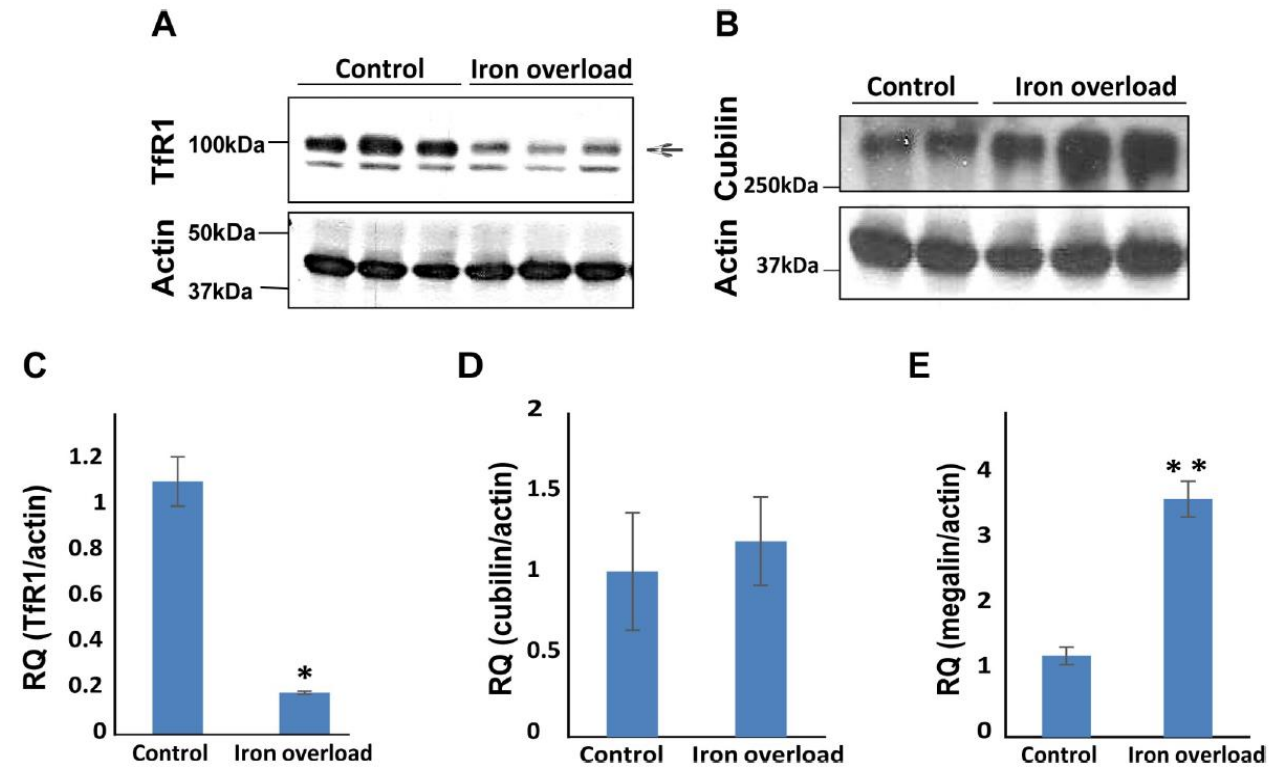 A
Control Iron overload
TfR1
100kDa
Actin
50kDa
37kDa
B
Control Iron overload
Cubilin
250kDa
Actin
37kDa
C
RQ (TfR1/actin)
1.2
1
0.8
0.6
0.4
0.2
0
*
Control Iron overload
D
RQ (cubilin/actin)
2
1.5
1
0.5
0
Control Iron overload
E
RQ (megalin/actin)
4
3
2
1
0
* *
Control Iron overload